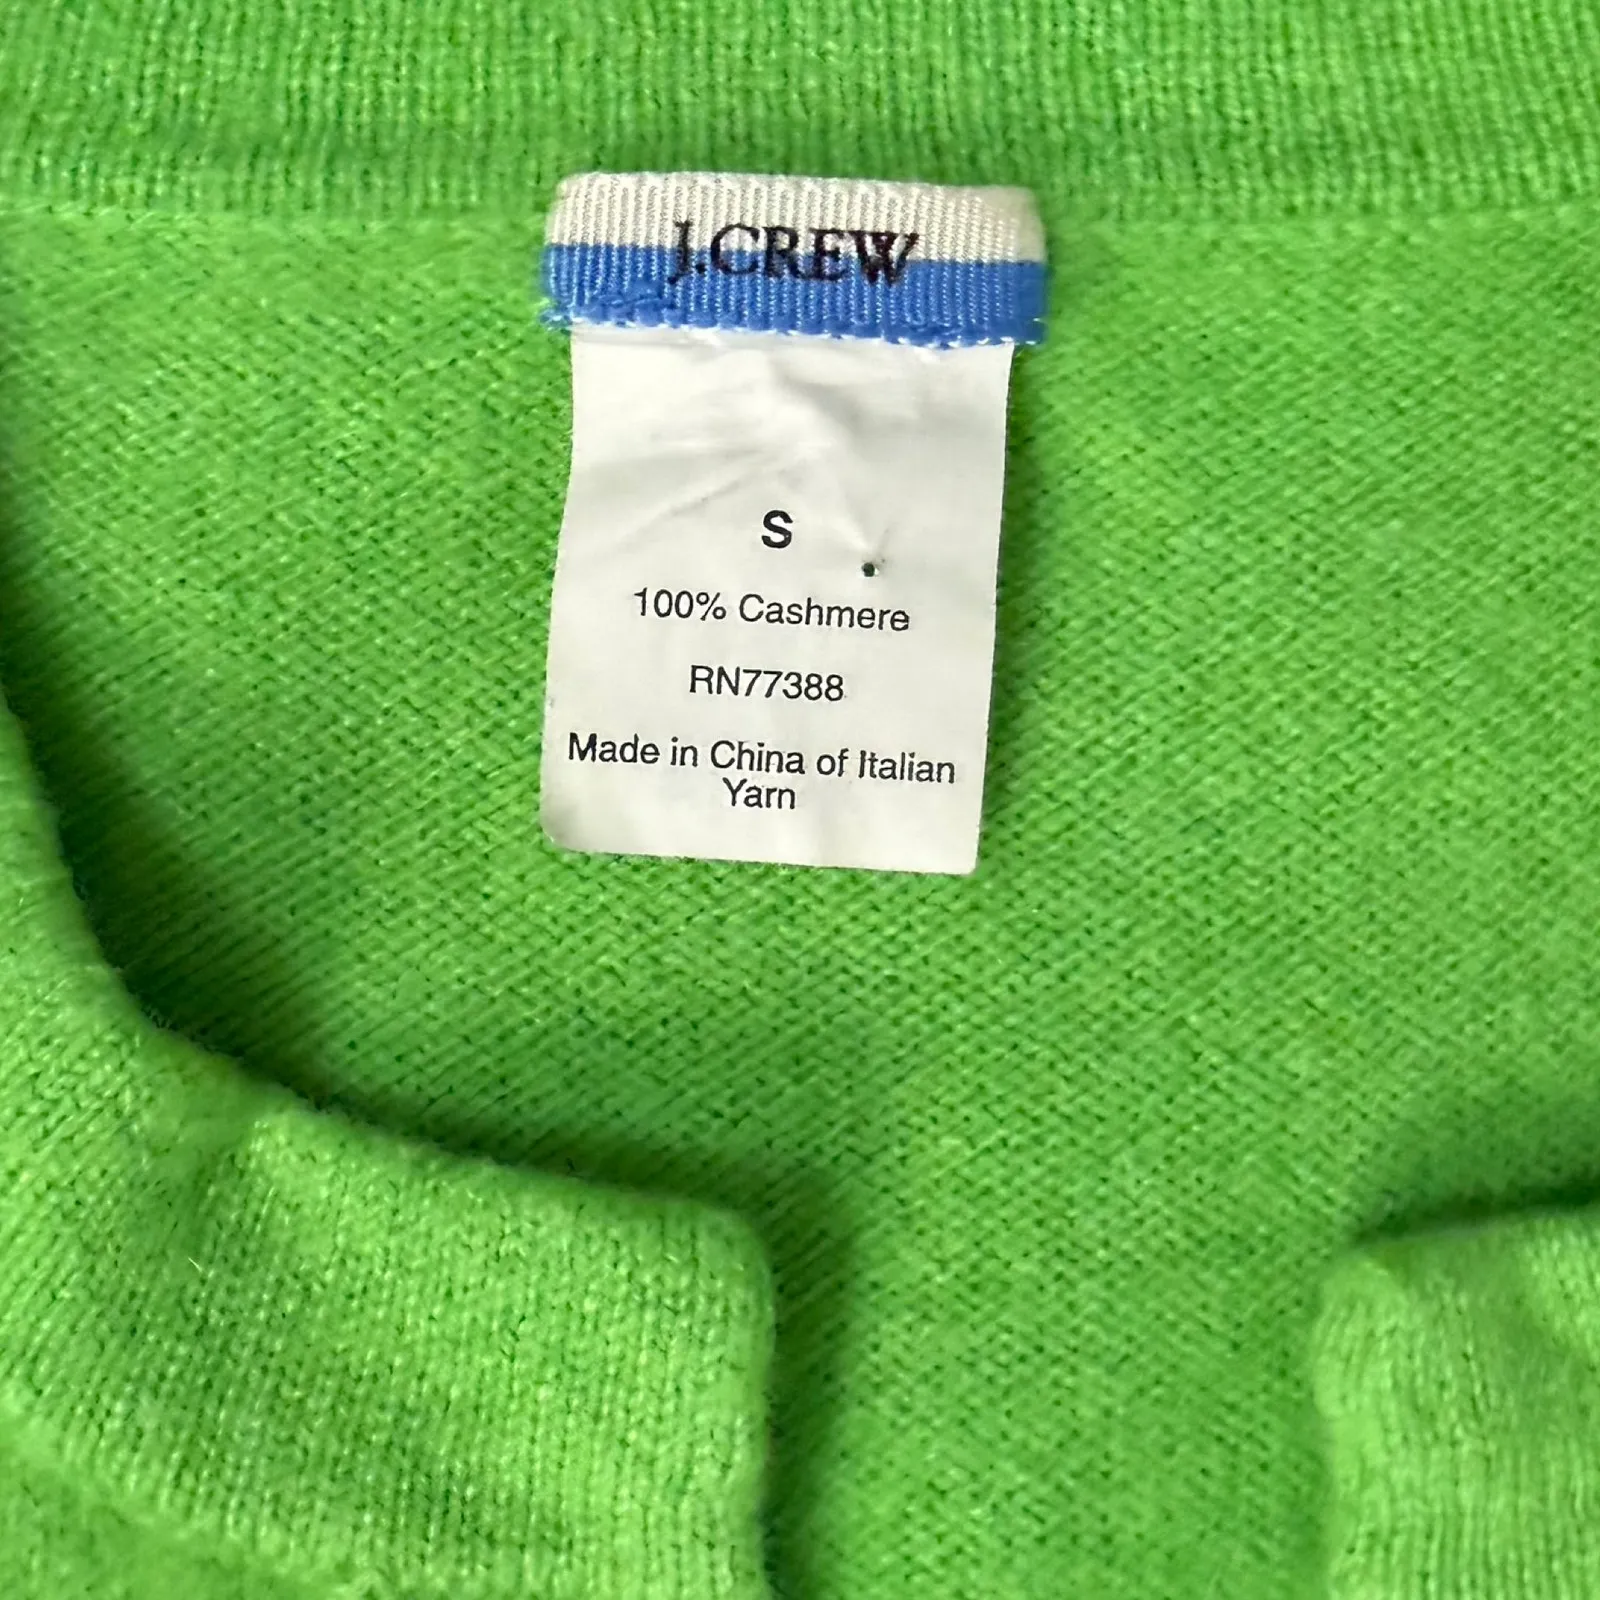 J.CREW
S
100% Cashmere
RN77388
Made in China of Italian
Yarn